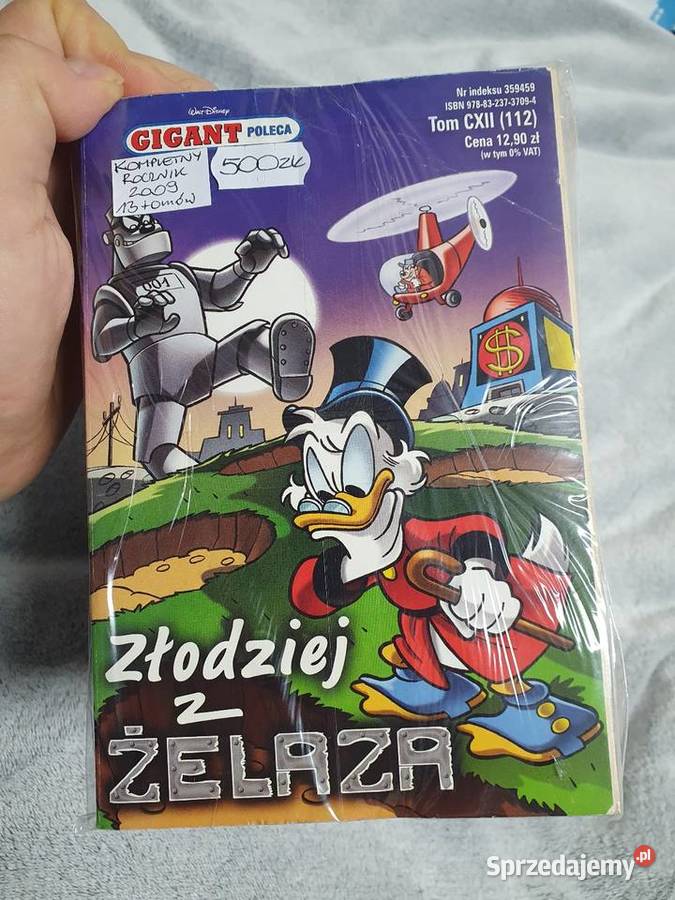 Nr indeksu 359459
ISBN 978-83-237-3709-4
Tom CXII (112)
Cena 12,90 zł
(w tym 0% VAT)
Walt Disney
GIGANT POLECA
KOMPLETNY
ROCZNIK
2009
13 tomów
500zł
001
$
Złodziej
z
ŻELAZA
Sprzedajemy.pl